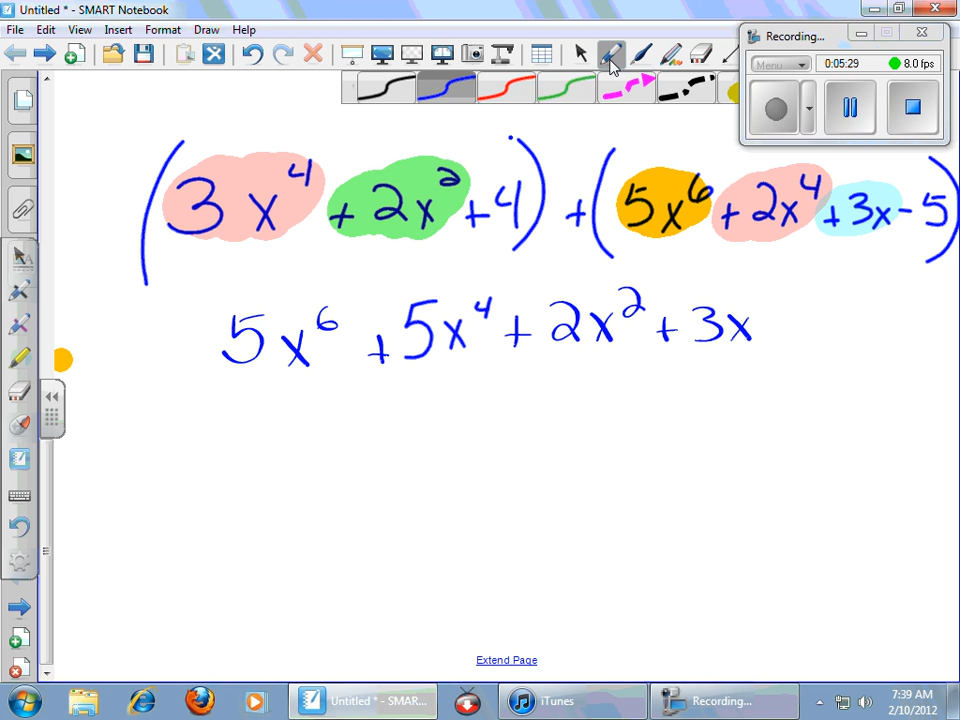 Untitled * - SMART Notebook
File Edit View Insert Format Draw Help
Recording...
Menu 0:05:29 8.0 fps
(3x⁴ + 2x² + 4) + (5x⁶ + 2x⁴ + 3x - 5)
5x⁶ + 5x⁴ + 2x² + 3x
Extend Page
Untitled * - SMAR... iTunes Recording... 7:39 AM
2/10/2012